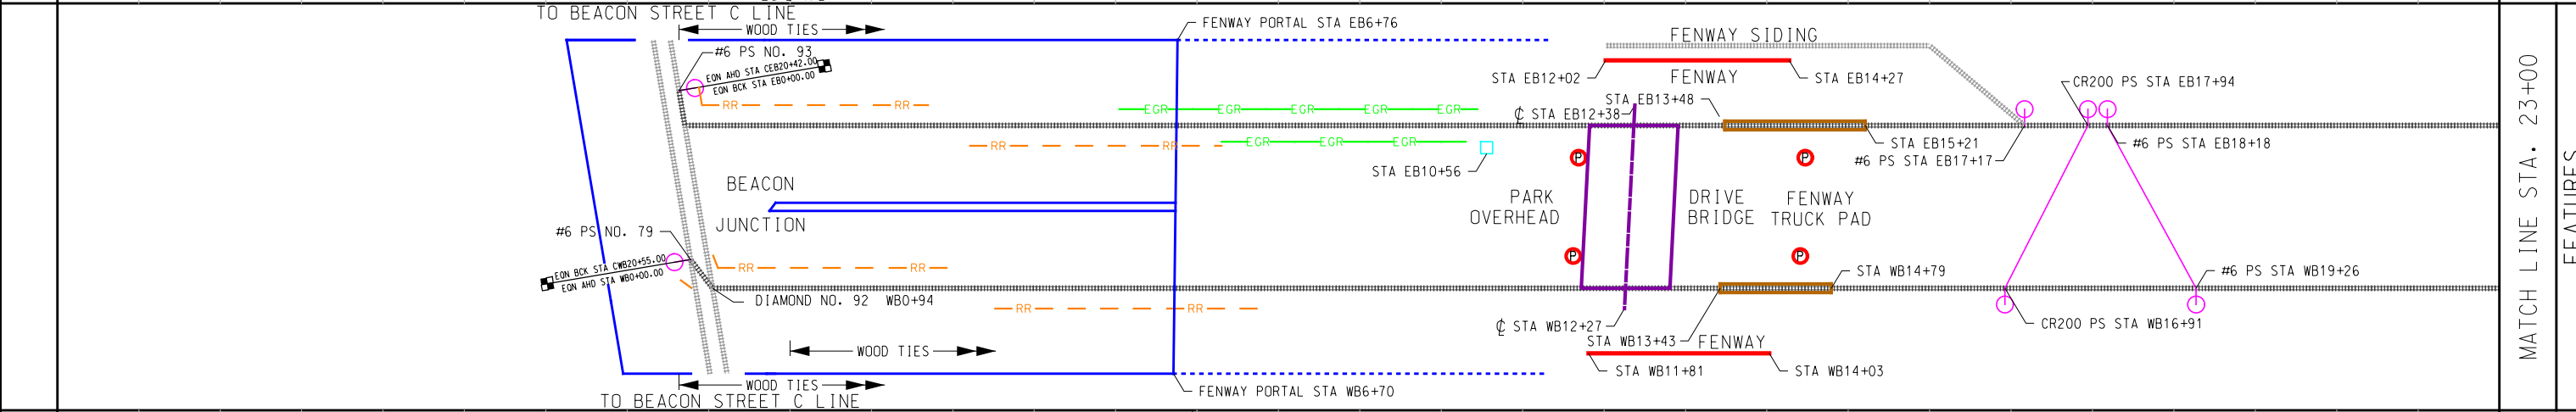 TO BEACON STREET C LINE
WOOD TIES
FENWAY PORTAL STA EB6+76
#6 PS NO. 93
EQN AHD STA CEB20+42.00
EQN BCK STA EB0+00.00
RR RR
EGR EGR EGR EGR EGR
RR RR
EGR EGR EGR
FENWAY SIDING
STA EB12+02
FENWAY
STA EB14+27
CR200 PS STA EB17+94
STA EB13+48
℄ STA EB12+38
STA EB10+56
STA EB15+21
#6 PS STA EB17+17
#6 PS STA EB18+18
P
P
BEACON
JUNCTION
PARK
OVERHEAD
DRIVE
BRIDGE
FENWAY
TRUCK PAD
P
P
#6 PS NO. 79
EQN BCK STA CWB20+55.00
EQN AHD STA WB0+00.00
RR RR
DIAMOND NO. 92 WB0+94
RR RR
STA WB14+79
#6 PS STA WB19+26
℄ STA WB12+27
CR200 PS STA WB16+91
STA WB13+43
FENWAY
WOOD TIES
STA WB11+81
STA WB14+03
WOOD TIES
FENWAY PORTAL STA WB6+70
TO BEACON STREET C LINE
MATCH LINE STA. 23+00
FEATURES